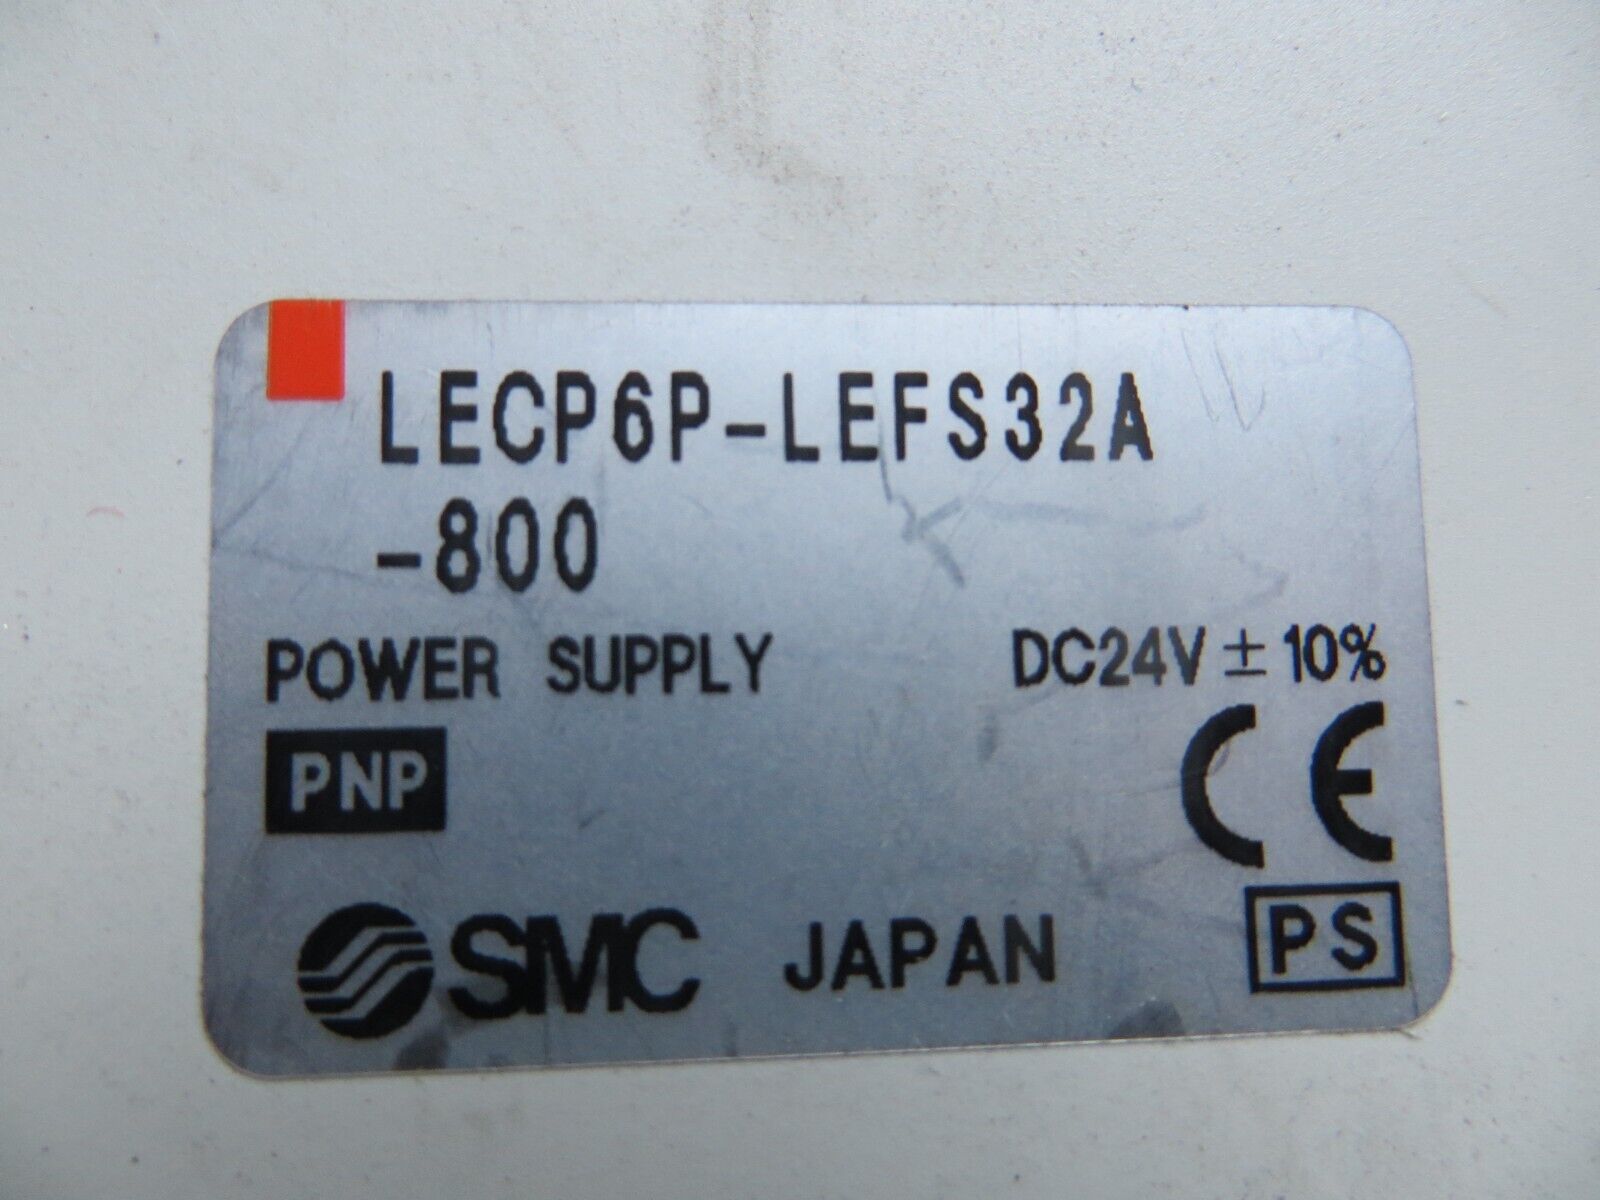 LECP6P-LEFS32A
-800
POWER SUPPLY DC24V ± 10%
PNP
CE
SMC JAPAN PS